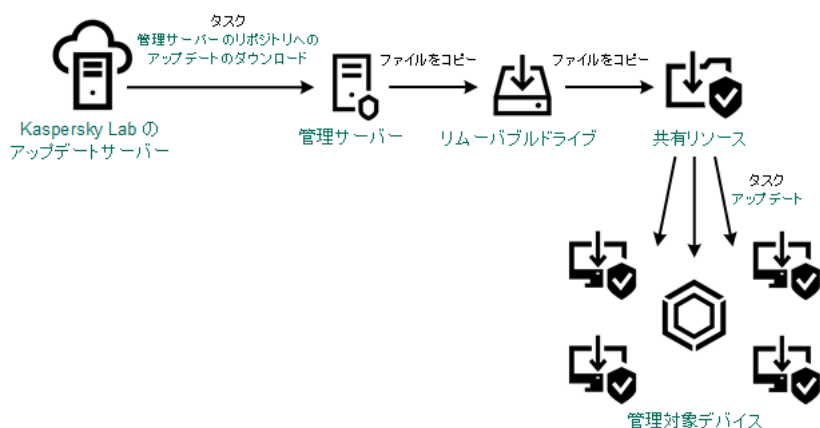 タスク
管理サーバーのリポジトリへの
アップデートのダウンロード
ファイルをコピー
ファイルをコピー
Kaspersky Lab の
アップデートサーバー
管理サーバー
リムーバブルドライブ
共有リソース
タスク
アップデート
管理対象デバイス